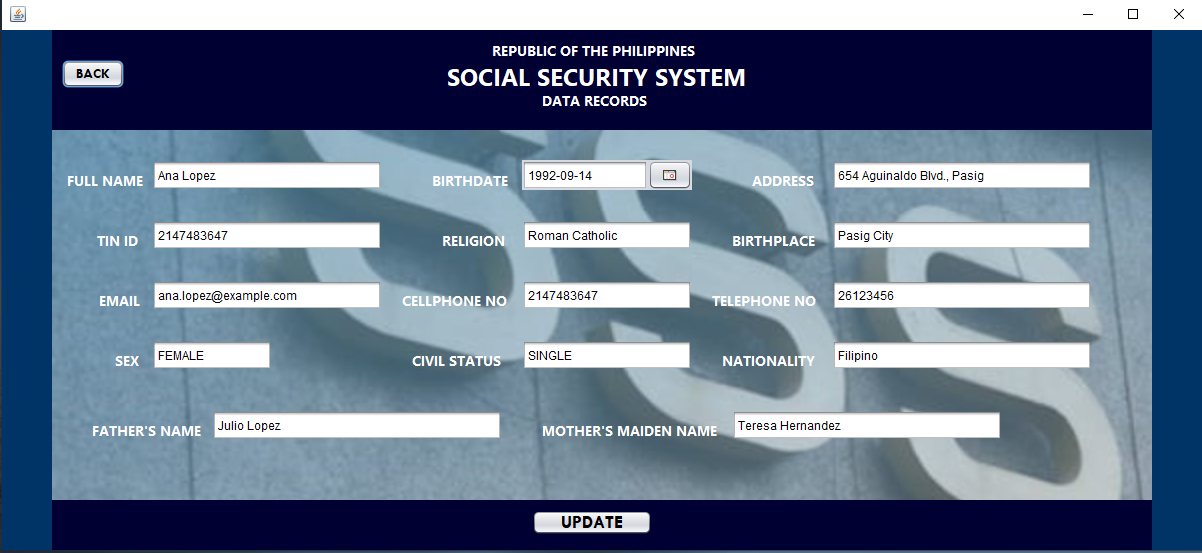 REPUBLIC OF THE PHILIPPINES
BACK
SOCIAL SECURITY SYSTEM
DATA RECORDS
FULL NAME Ana Lopez BIRTHDATE 1992-09-14 ADDRESS 654 Aguinaldo Blvd., Pasig
TIN ID 2147483647 RELIGION Roman Catholic BIRTHPLACE Pasig City
EMAIL ana.lopez@example.com CELLPHONE NO 2147483647 TELEPHONE NO 26123456
SEX FEMALE CIVIL STATUS SINGLE NATIONALITY Filipino
FATHER'S NAME Julio Lopez MOTHER'S MAIDEN NAME Teresa Hernandez
UPDATE